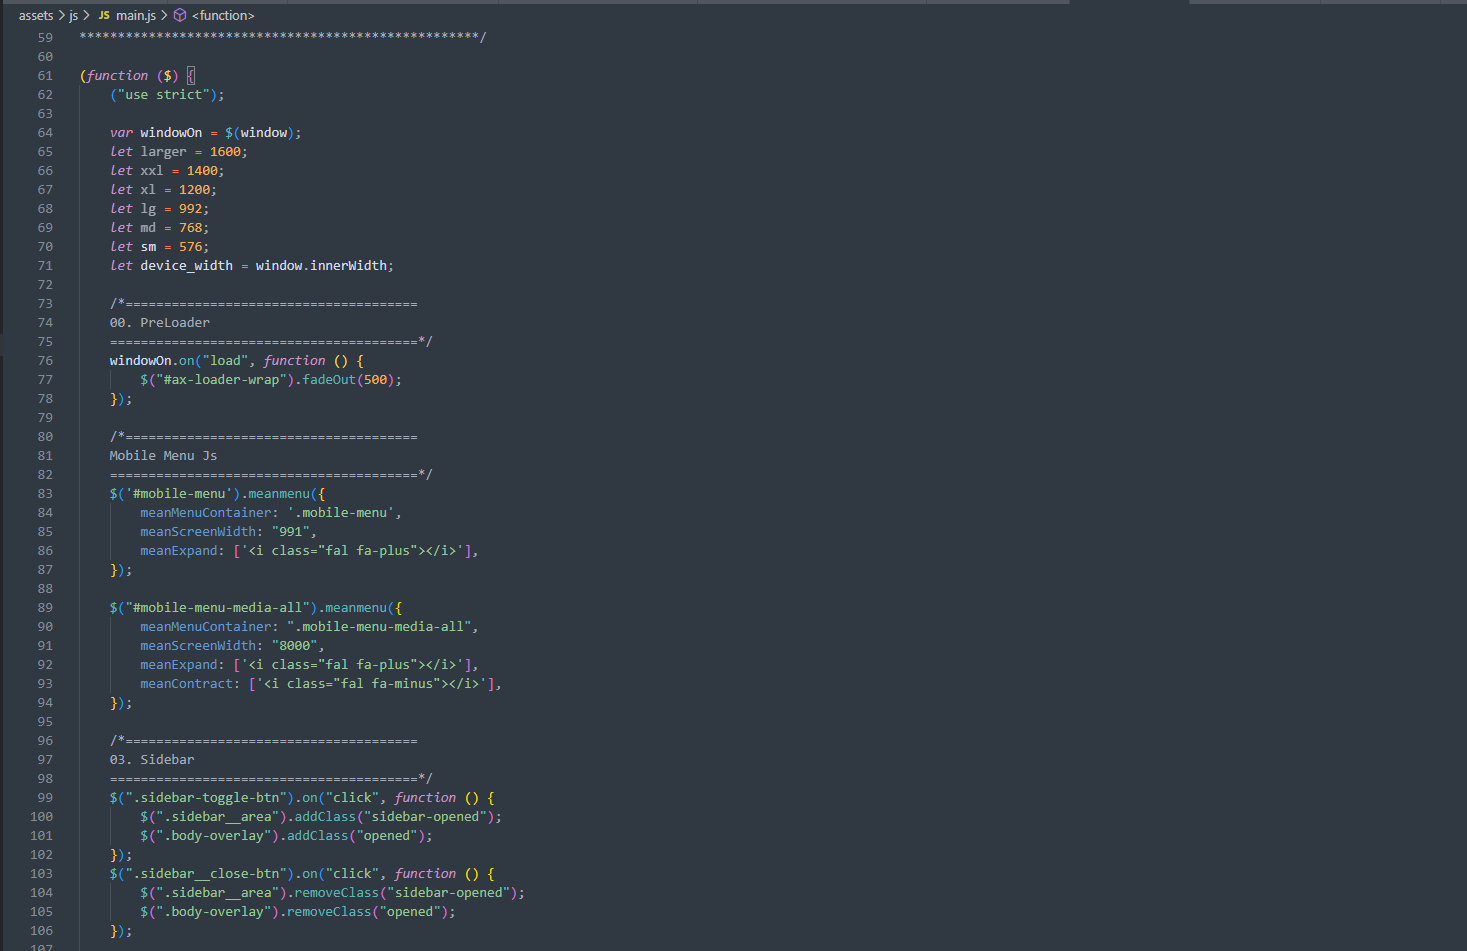 assets > js > JS main.js > <function>
59 ****************************************************/
60
61 (function ($) {
62 ("use strict");
63
64 var windowOn = $(window);
65 let larger = 1600;
66 let xxl = 1400;
67 let xl = 1200;
68 let lg = 992;
69 let md = 768;
70 let sm = 576;
71 let device_width = window.innerWidth;
72
73 /*======================================
74 00. PreLoader
75 ========================================*/
76 windowOn.on("load", function () {
77 $("#ax-loader-wrap").fadeOut(500);
78 });
79
80 /*======================================
81 Mobile Menu Js
82 ========================================*/
83 $('#mobile-menu').meanmenu({
84 meanMenuContainer: '.mobile-menu',
85 meanScreenWidth: "991",
86 meanExpand: ['<i class="fal fa-plus"></i>'],
87 });
88
89 $("#mobile-menu-media-all").meanmenu({
90 meanMenuContainer: ".mobile-menu-media-all",
91 meanScreenWidth: "8000",
92 meanExpand: ['<i class="fal fa-plus"></i>'],
93 meanContract: ['<i class="fal fa-minus"></i>'],
94 });
95
96 /*======================================
97 03. Sidebar
98 ========================================*/
99 $(".sidebar-toggle-btn").on("click", function () {
100 $(".sidebar__area").addClass("sidebar-opened");
101 $(".body-overlay").addClass("opened");
102 });
103 $(".sidebar__close-btn").on("click", function () {
104 $(".sidebar__area").removeClass("sidebar-opened");
105 $(".body-overlay").removeClass("opened");
106 });
107